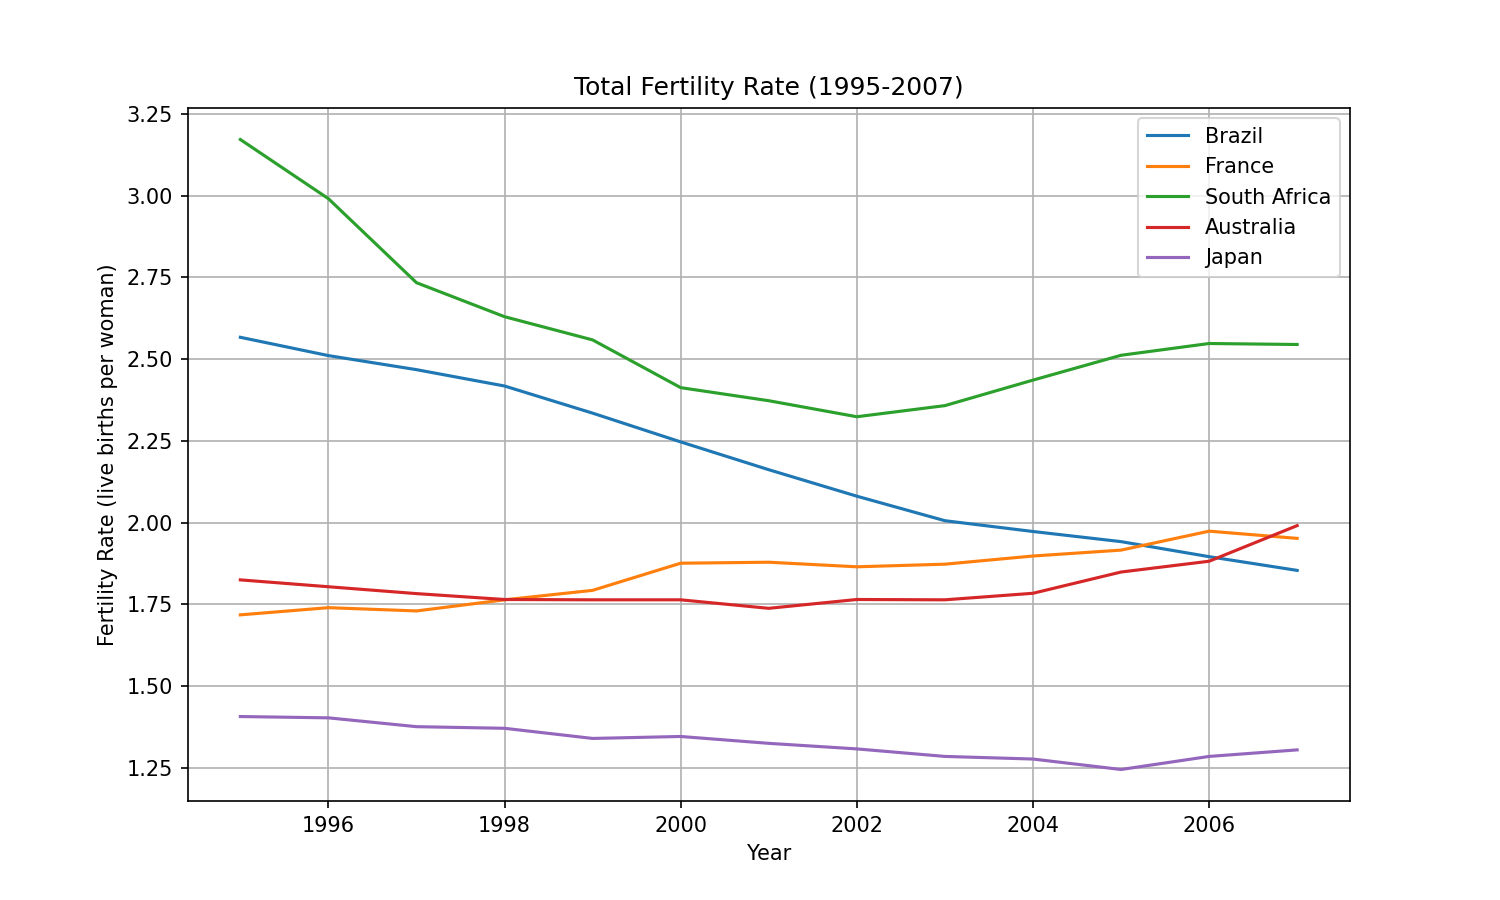 Total Fertility Rate (1995-2007)
Fertility Rate (live births per woman)
3.25
3.00
2.75
2.50
2.25
2.00
1.75
1.50
1.25
Brazil
France
South Africa
Australia
Japan
1996 1998 2000 2002 2004 2006
Year